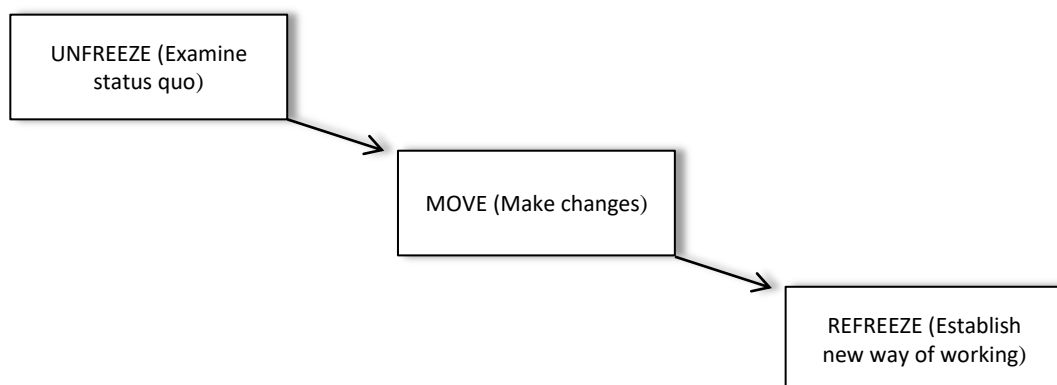 UNFREEZE (Examine
status quo)
MOVE (Make changes)
REFREEZE (Establish
new way of working)